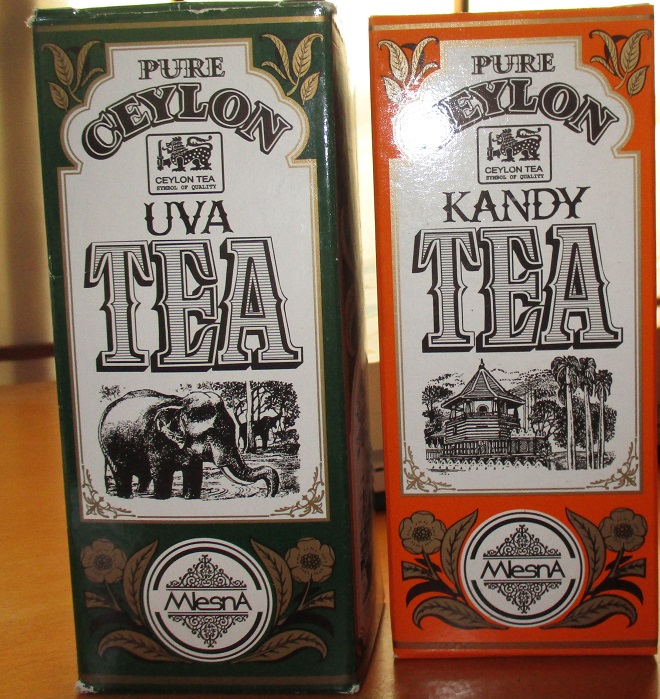 PURE
CEYLON
CEYLON TEA
SYMBOL OF QUALITY
UVA
TEA
MlesnA
PURE
CEYLON
CEYLON TEA
SYMBOL OF QUALITY
KANDY
TEA
MlesnA